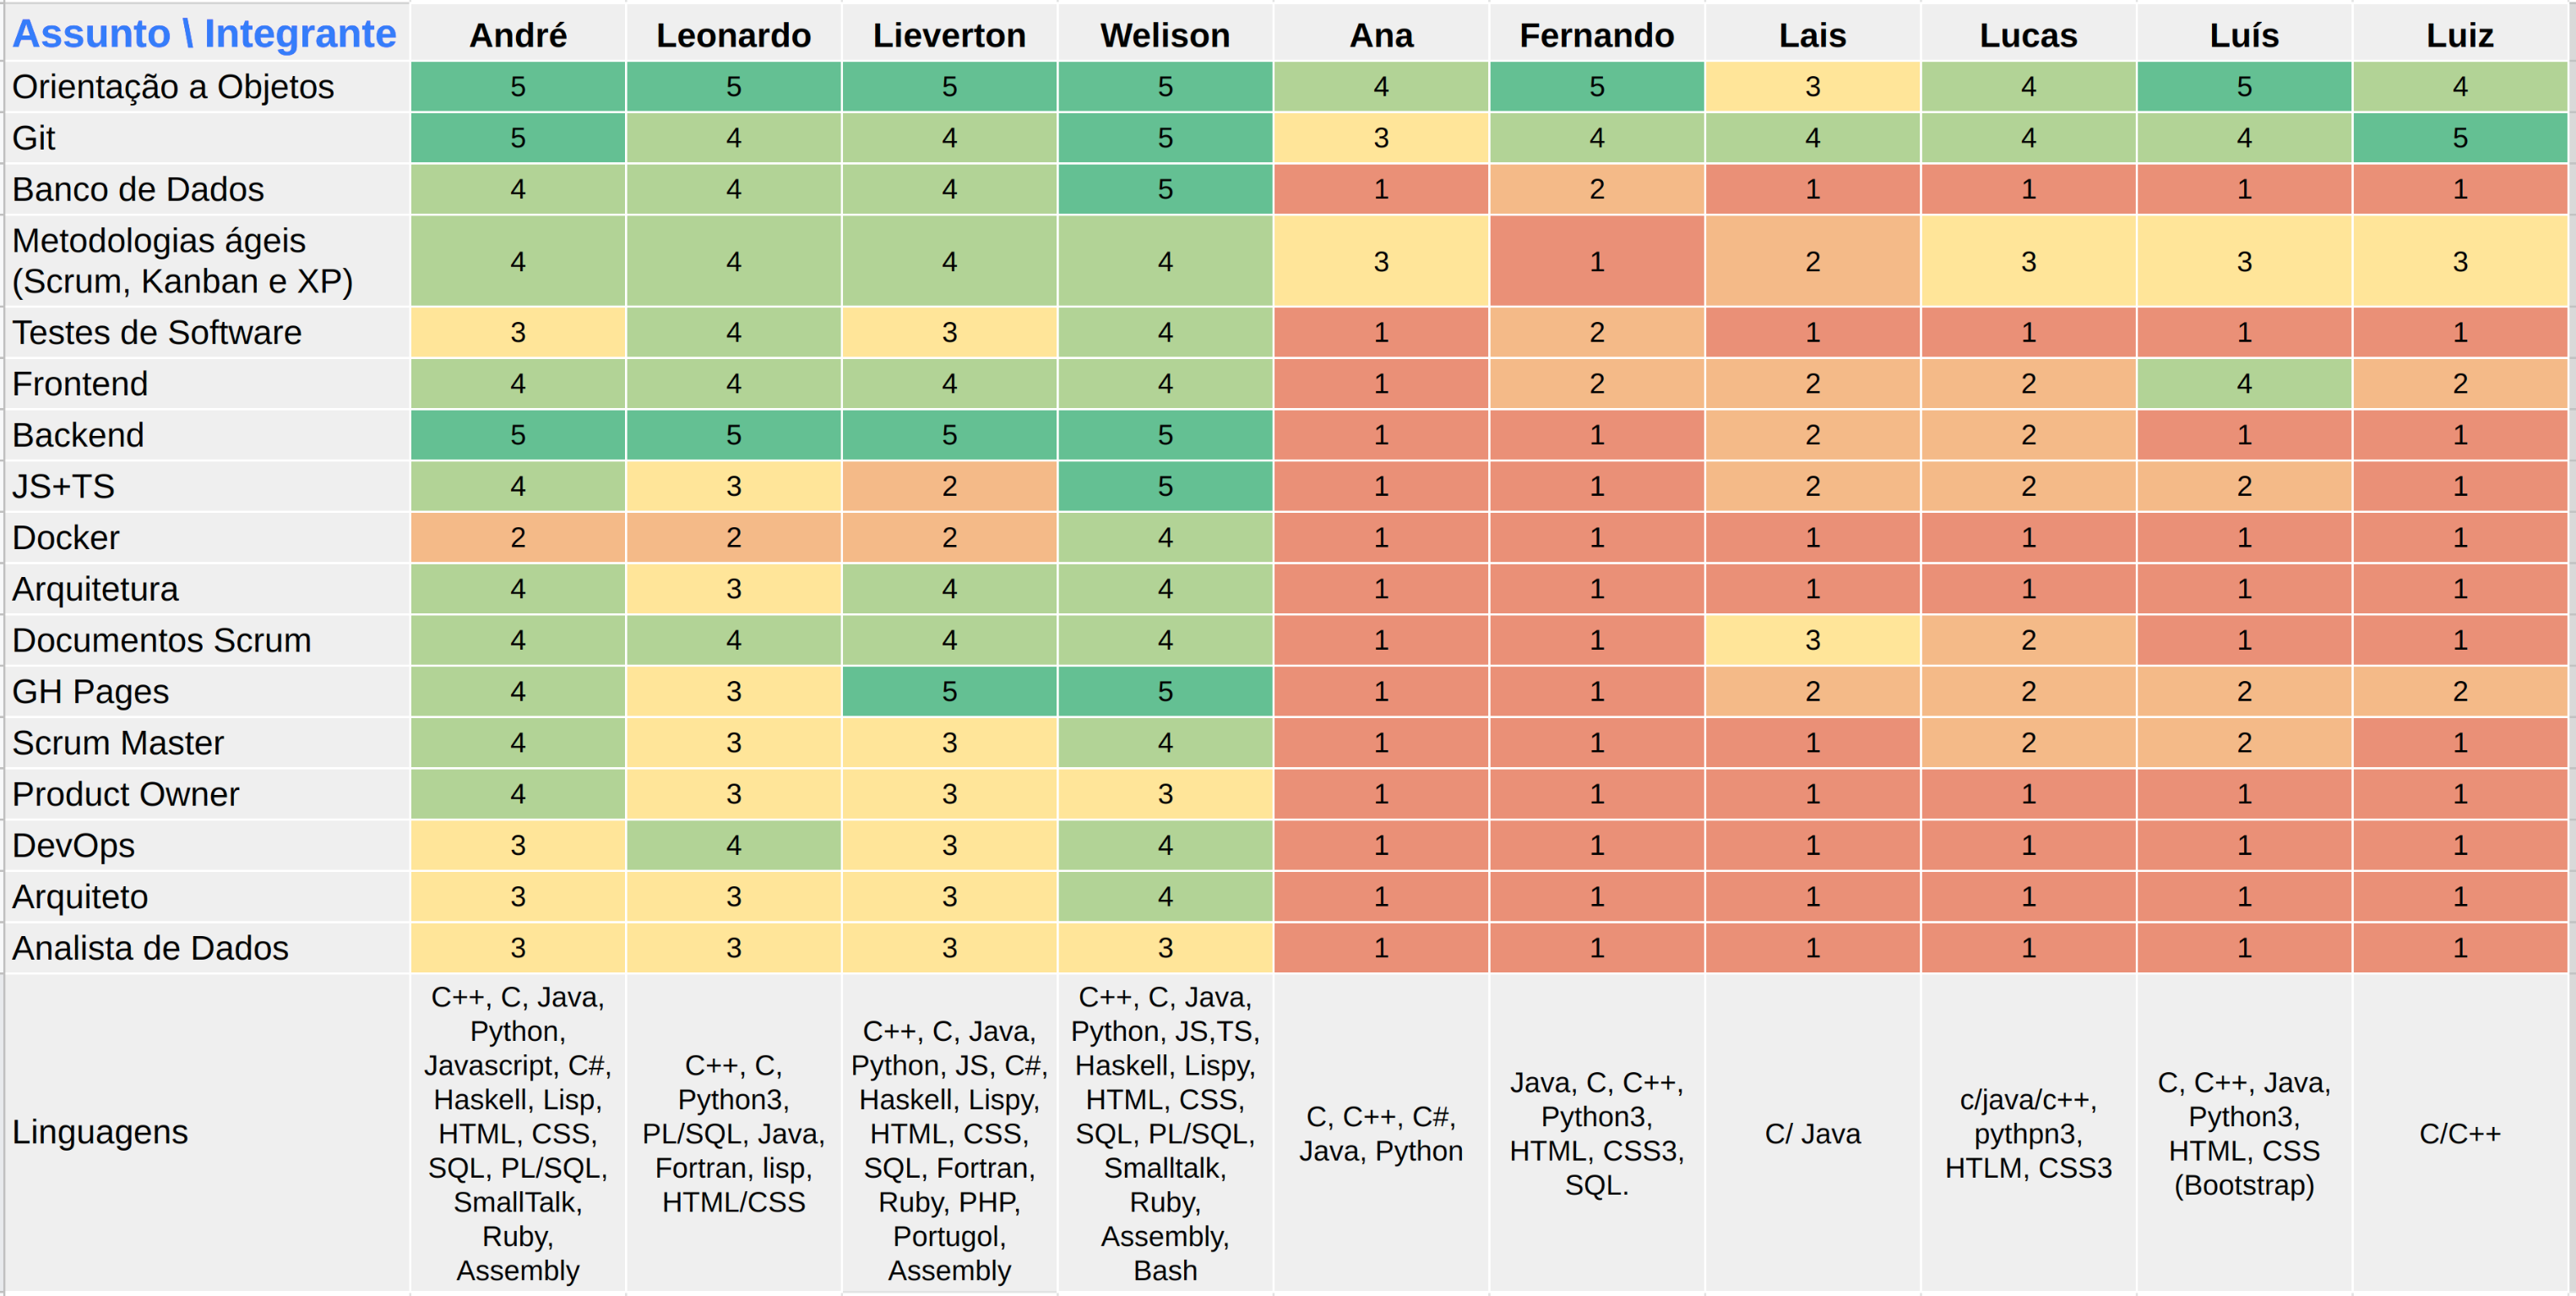 Assunto \ Integrante André Leonardo Lieverton Welison Ana Fernando Lais Lucas Luís Luiz
Orientação a Objetos 5 5 5 5 4 5 3 4 5 4
Git 5 4 4 5 3 4 4 4 4 5
Banco de Dados 4 4 4 5 1 2 1 1 1 1
Metodologias ágeis
(Scrum, Kanban e XP) 4 4 4 4 3 1 2 3 3 3
Testes de Software 3 4 3 4 1 2 1 1 1 1
Frontend 4 4 4 4 1 2 2 2 4 2
Backend 5 5 5 5 1 1 2 2 1 1
JS+TS 4 3 2 5 1 1 2 2 2 1
Docker 2 2 2 4 1 1 1 1 1 1
Arquitetura 4 3 4 4 1 1 1 1 1 1
Documentos Scrum 4 4 4 4 1 1 3 2 1 1
GH Pages 4 3 5 5 1 1 2 2 2 2
Scrum Master 4 3 3 4 1 1 1 2 2 1
Product Owner 4 3 3 3 1 1 1 1 1 1
DevOps 3 4 3 4 1 1 1 1 1 1
Arquiteto 3 3 3 4 1 1 1 1 1 1
Analista de Dados 3 3 3 3 1 1 1 1 1 1
Linguagens
C++, C, Java,
Python,
Javascript, C#,
Haskell, Lisp,
HTML, CSS,
SQL, PL/SQL,
SmallTalk,
Ruby,
Assembly
C++, C,
Python3,
PL/SQL, Java,
Fortran, lisp,
HTML/CSS
C++, C, Java,
Python, JS, C#,
Haskell, Lispy,
HTML, CSS,
SQL, Fortran,
Ruby, PHP,
Portugol,
Assembly
C++, C, Java,
Python, JS,TS,
Haskell, Lispy,
HTML, CSS,
SQL, PL/SQL,
Smalltalk,
Ruby,
Assembly,
Bash
C, C++, C#,
Java, Python
Java, C, C++,
Python3,
HTML, CSS3,
SQL.
C/ Java
c/java/c++,
pythpn3,
HTLM, CSS3
C, C++, Java,
Python3,
HTML, CSS
(Bootstrap)
C/C++